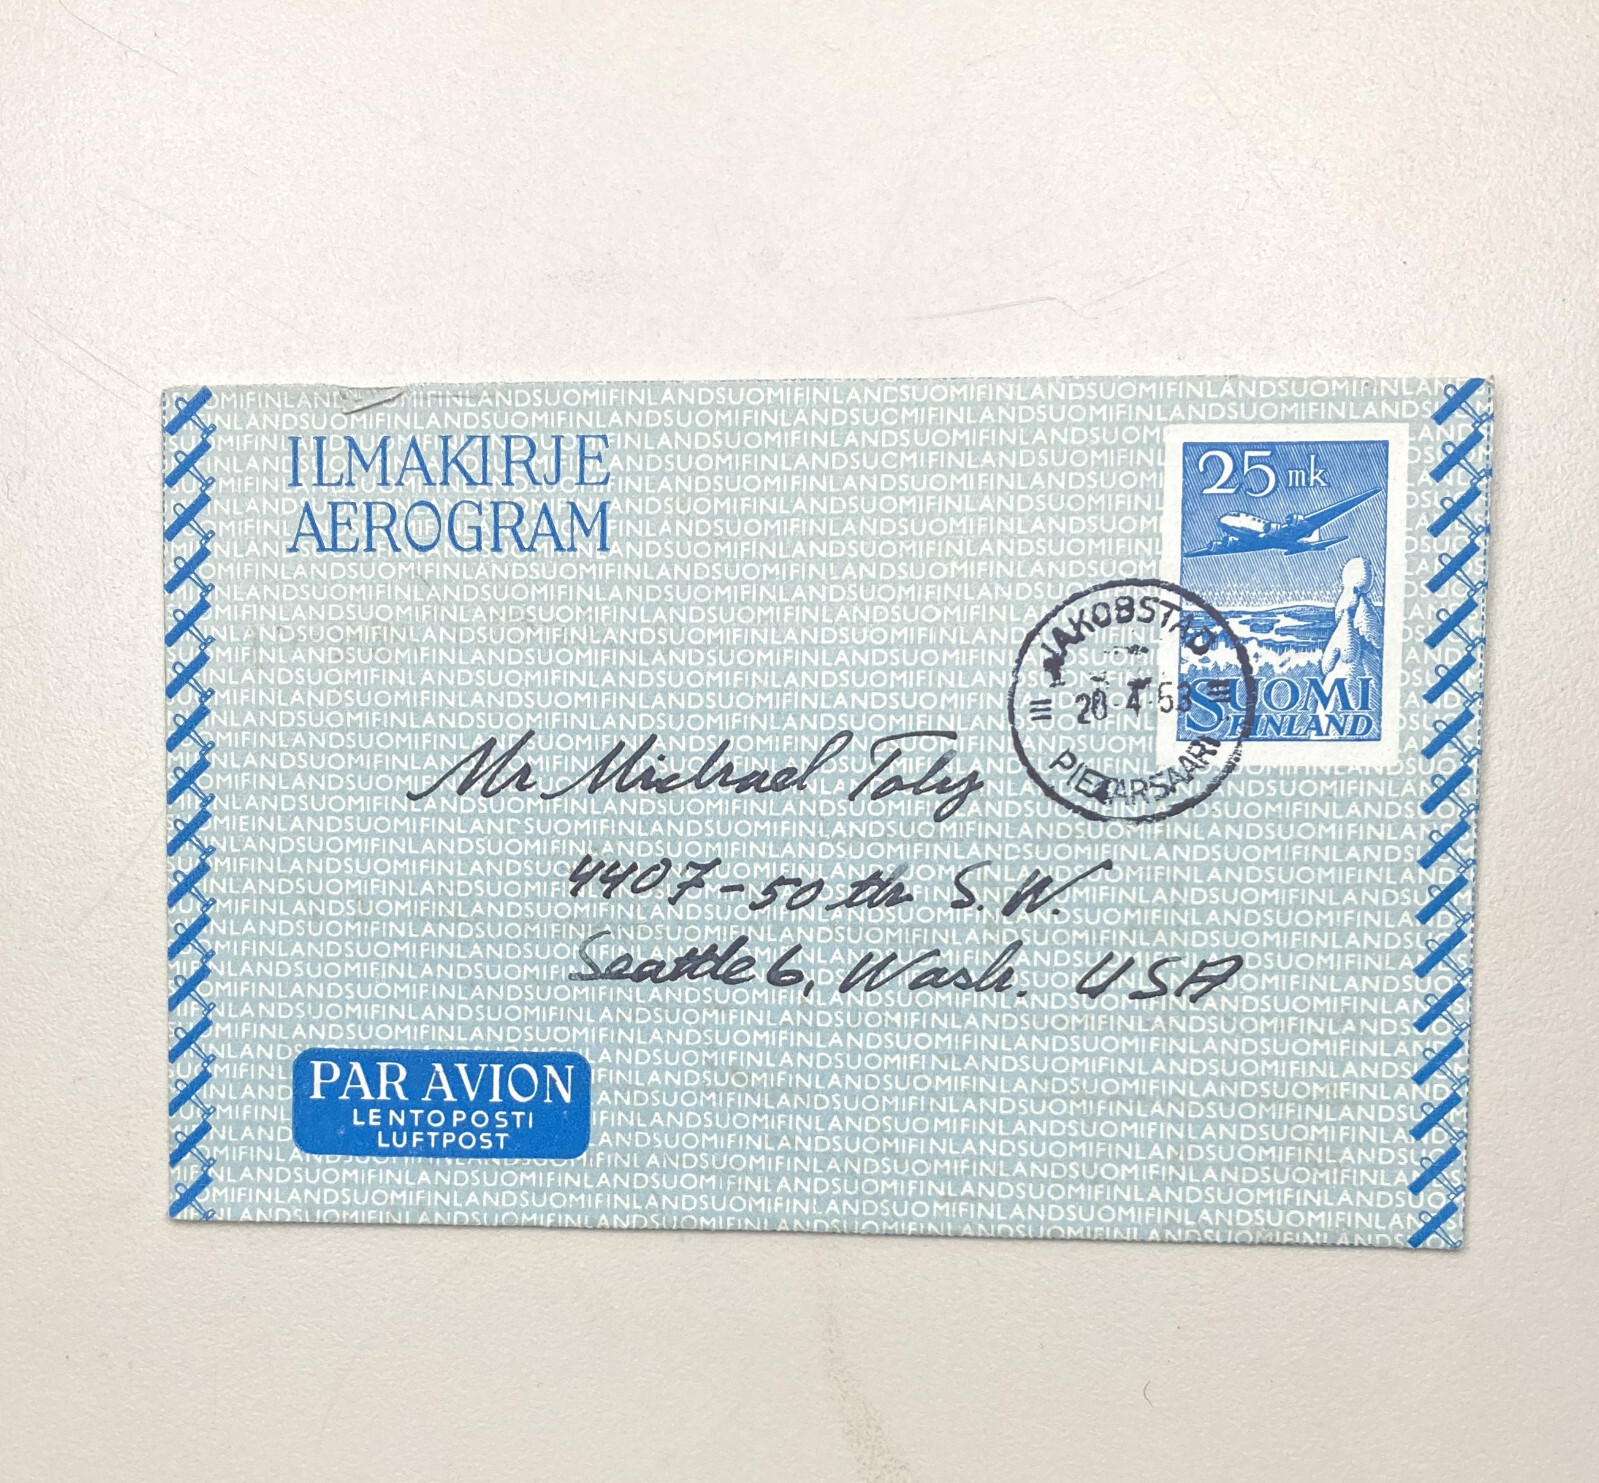 ILMAKIRJE
AEROGRAM
25 mk
SUOMI
FINLAND
JAKOBSTAD
PIETARSAARI
Mr. Michael Toby
4407-50th S.W.
Seattle 6, Wash. USA
PAR AVION
LENTOPOSTI
LUFTPOST